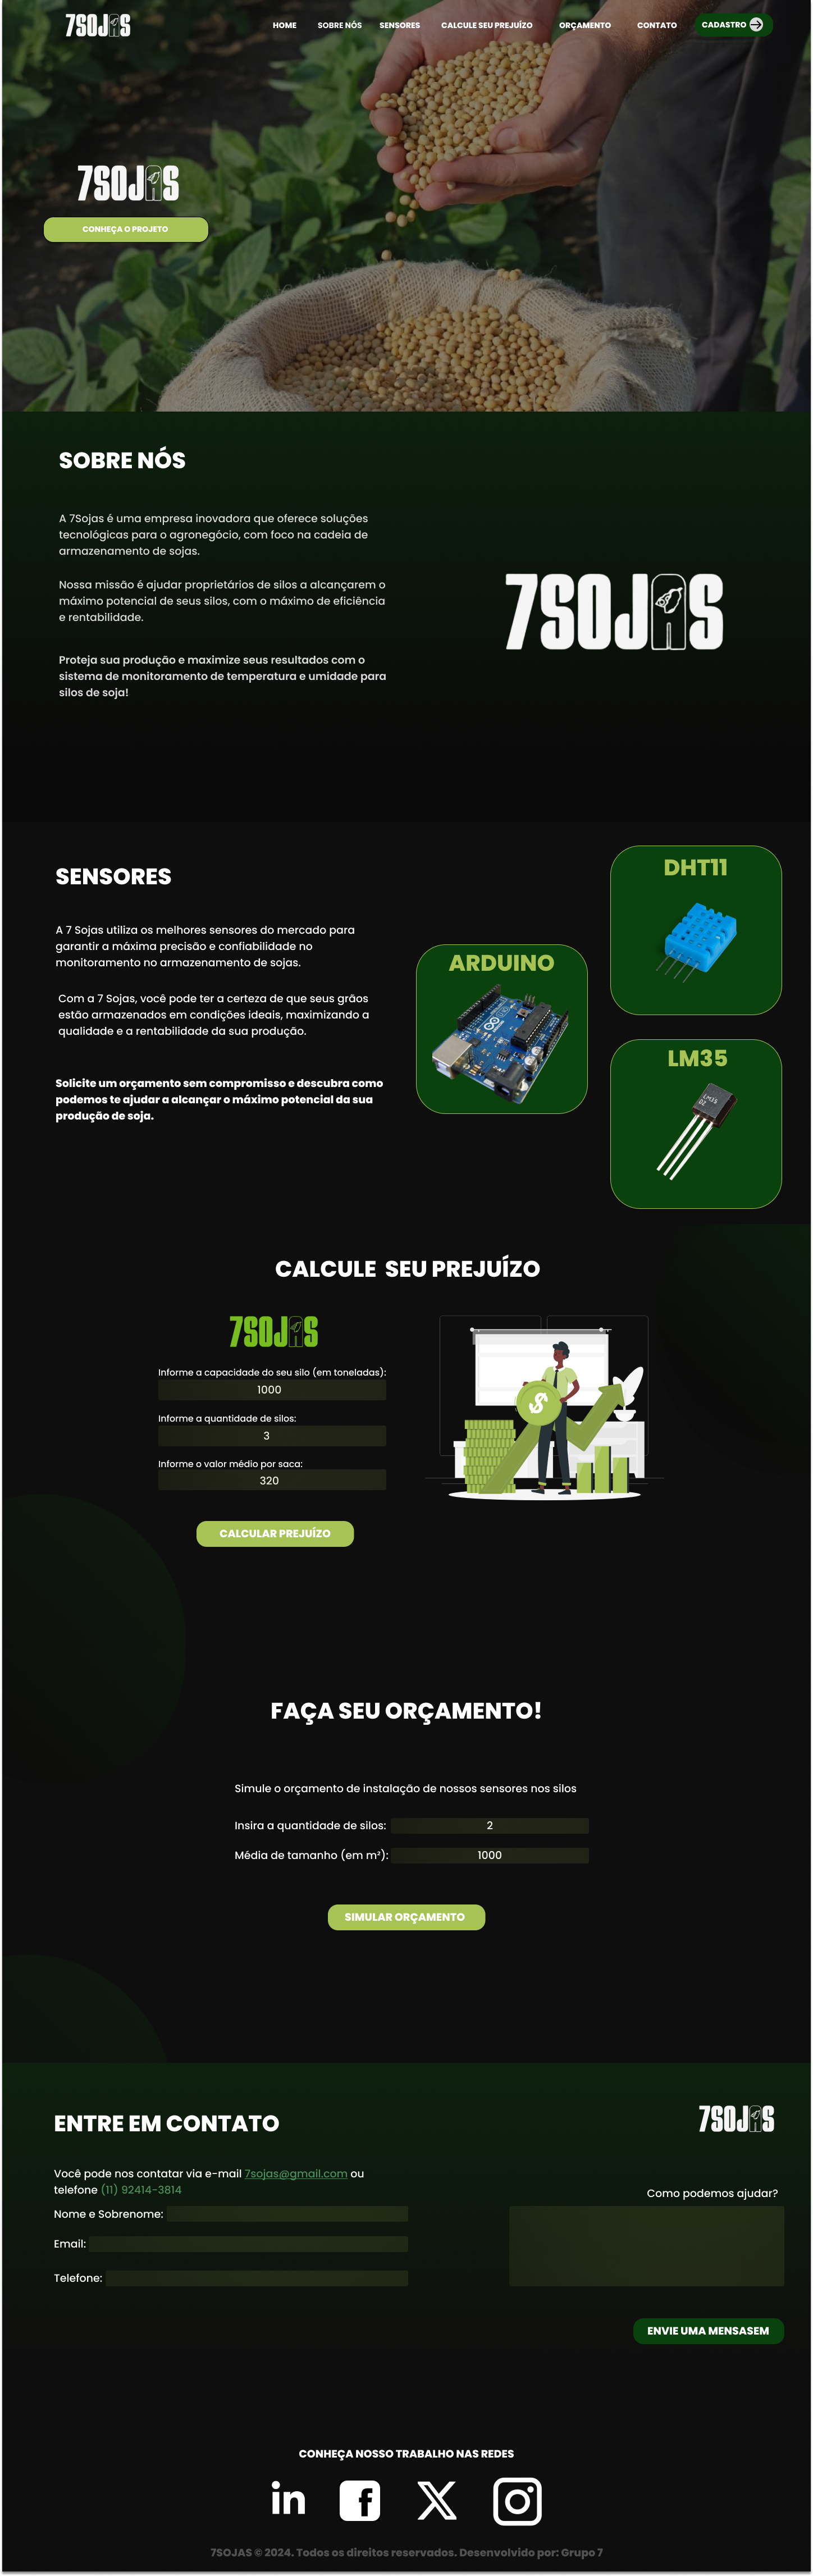 7SOJAS
HOME
SOBRE NÓS
SENSORES
CALCULE SEU PREJUÍZO
ORÇAMENTO
CONTATO
CADASTRO
7SOJAS
CONHEÇA O PROJETO
SOBRE NÓS
A 7Sojas é uma empresa inovadora que oferece soluções
tecnológicas para o agronegócio, com foco na cadeia de
armazenamento de sojas.
Nossa missão é ajudar proprietários de silos a alcançarem o
máximo potencial de seus silos, com o máximo de eficiência
e rentabilidade.
Proteja sua produção e maximize seus resultados com o
sistema de monitoramento de temperatura e umidade para
silos de soja!
7SOJAS
SENSORES
A 7 Sojas utiliza os melhores sensores do mercado para
garantir a máxima precisão e confiabilidade no
monitoramento no armazenamento de sojas.
Com a 7 Sojas, você pode ter a certeza de que seus grãos
estão armazenados em condições ideais, maximizando a
qualidade e a rentabilidade da sua produção.
Solicite um orçamento sem compromisso e descubra como
podemos te ajudar a alcançar o máximo potencial da sua
produção de soja.
ARDUINO
DHT11
LM35
LM35
DZ
CALCULE SEU PREJUÍZO
7SOJAS
Informe a capacidade do seu silo (em toneladas):
1000
Informe a quantidade de silos:
3
Informe o valor médio por saca:
320
CALCULAR PREJUÍZO
$
FAÇA SEU ORÇAMENTO!
Simule o orçamento de instalação de nossos sensores nos silos
Insira a quantidade de silos: 2
Média de tamanho (em m²): 1000
SIMULAR ORÇAMENTO
ENTRE EM CONTATO
7SOJAS
Você pode nos contatar via e-mail 7sojas@gmail.com ou
telefone (11) 92414-3814
Nome e Sobrenome:
Email:
Telefone:
Como podemos ajudar?
ENVIE UMA MENSASEM
CONHEÇA NOSSO TRABALHO NAS REDES
in
f
X
7SOJAS © 2024. Todos os direitos reservados. Desenvolvido por: Grupo 7